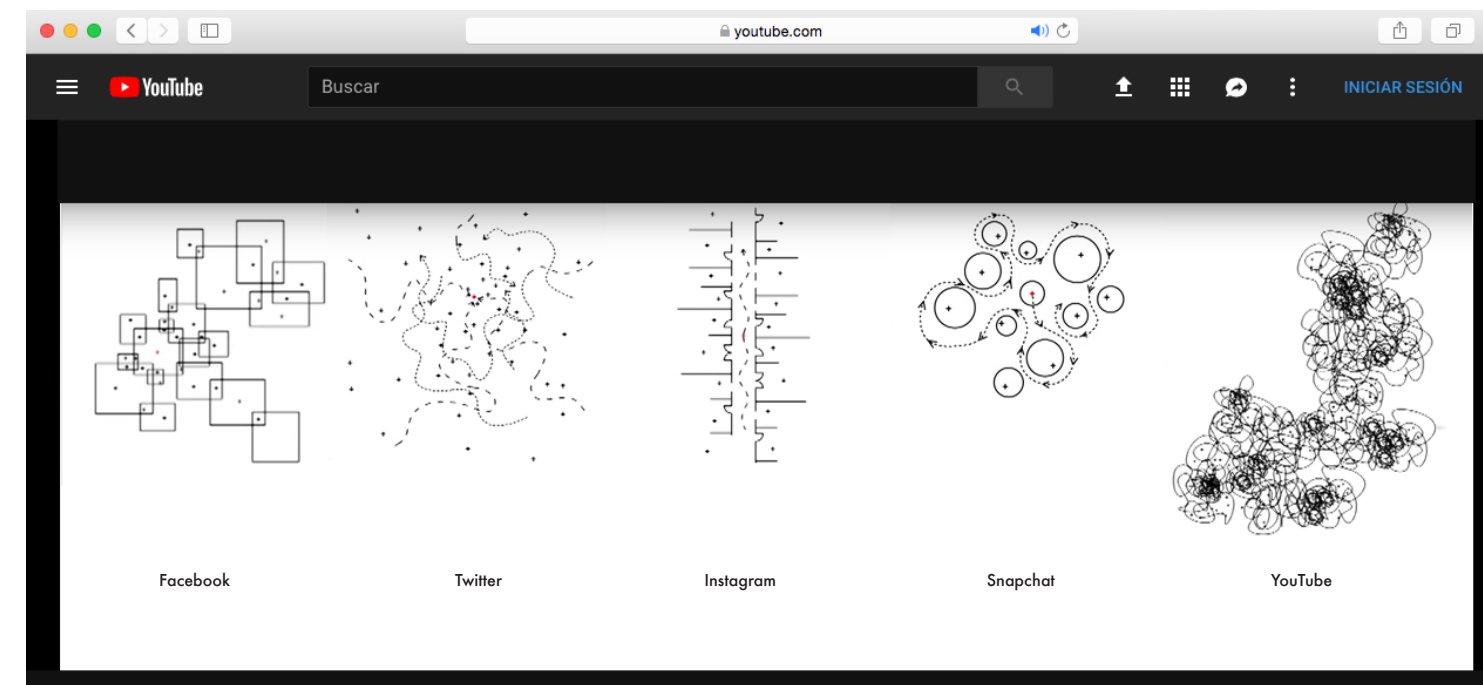 youtube.com
YouTube
Buscar
INICIAR SESIÓN
Facebook
Twitter
Instagram
Snapchat
YouTube